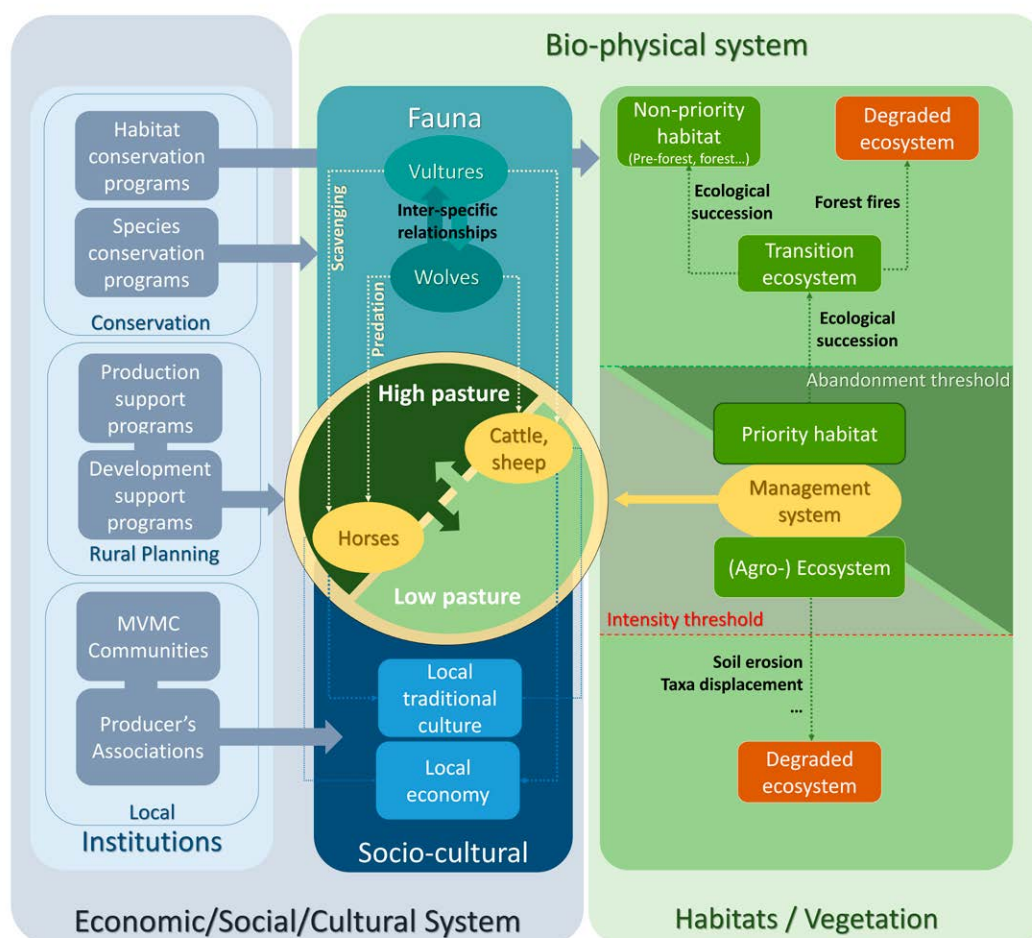 Bio-physical system
Habitat
conservation
programs
Species
conservation
programs
Conservation
Production
support
programs
Development
support
programs
Rural Planning
MVMC
Communities
Producer's
Associations
Local
Institutions
Economic/Social/Cultural System
Fauna
Vultures
Inter-specific
relationships
Wolves
Scavenging
Predation
High pasture
Cattle,
sheep
Horses
Low pasture
Local
traditional
culture
Local
economy
Socio-cultural
Non-priority
habitat
(Pre-forest, forest...)
Degraded
ecosystem
Ecological
succession
Forest fires
Transition
ecosystem
Ecological
succession
Abandonment threshold
Priority habitat
Management
system
(Agro-) Ecosystem
Intensity threshold
Soil erosion
Taxa displacement
...
Degraded
ecosystem
Habitats / Vegetation